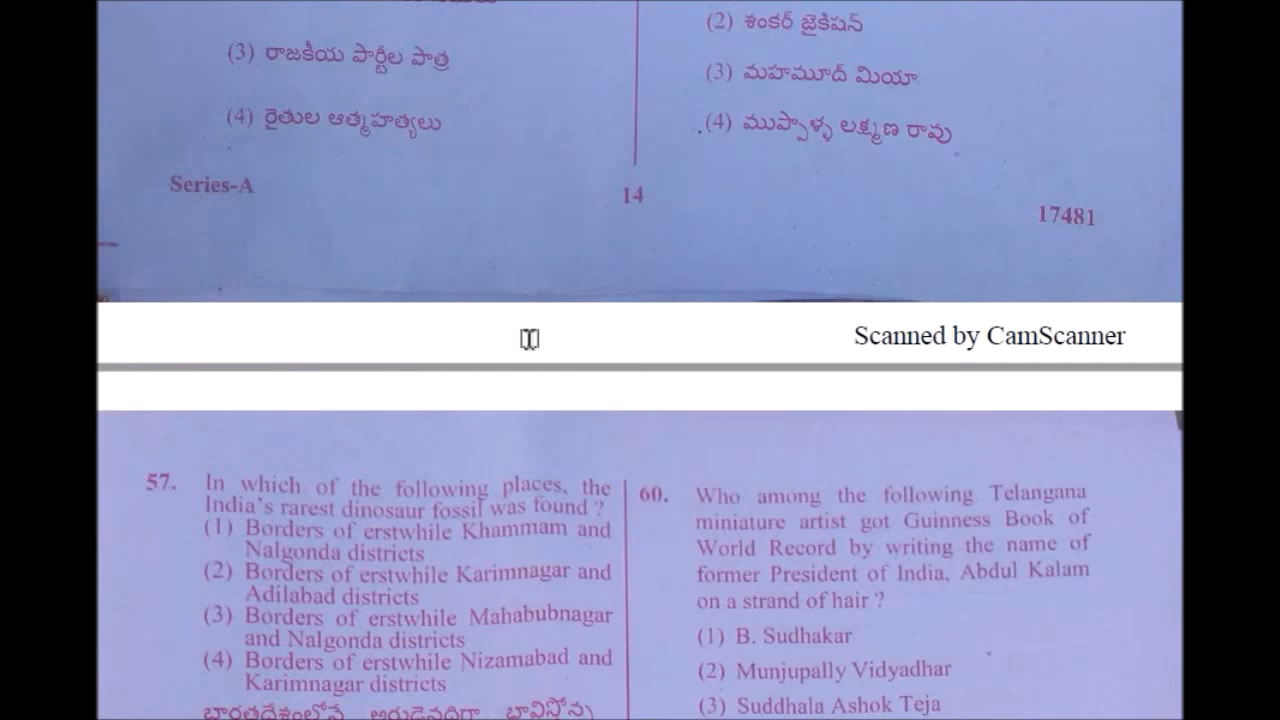 (3) రాజకీయ పార్టీల పాత్ర
(4) రైతుల ఆత్మహత్యలు
(2) శంకర్ జైకిషన్
(3) మహమూద్ మియా
(4) ముప్పాళ్ళ లక్ష్మణ రావు
Series-A
14
17481
Scanned by CamScanner
57. In which of the following places, the
India's rarest dinosaur fossil was found ?
(1) Borders of erstwhile Khammam and
Nalgonda districts
(2) Borders of erstwhile Karimnagar and
Adilabad districts
(3) Borders of erstwhile Mahabubnagar
and Nalgonda districts
(4) Borders of erstwhile Nizamabad and
Karimnagar districts
భారతదేశంలోనే అరుదైనదిగా భావిస్తోన్న
60. Who among the following Telangana
miniature artist got Guinness Book of
World Record by writing the name of
former President of India, Abdul Kalam
on a strand of hair ?
(1) B. Sudhakar
(2) Munjupally Vidyadhar
(3) Suddhala Ashok Teja